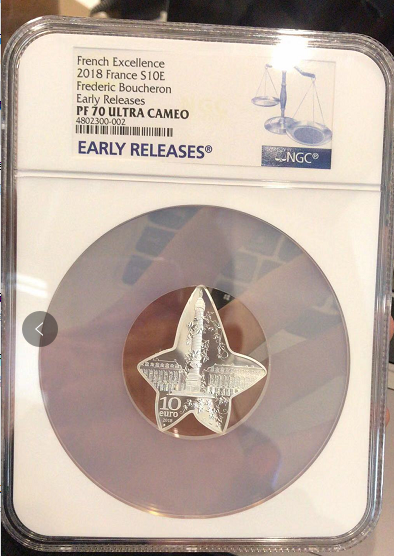 French Excellence
2018 France S10E
Frederic Boucheron
Early Releases
PF 70 ULTRA CAMEO
4802300-002
EARLY RELEASES®
NGC®
10
euro